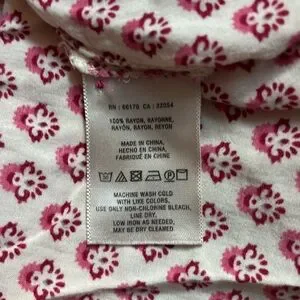 RN : 66170 CA : 33054
100% RAYON, RAYONNE,
RAYÓN, RAYON, REYON
MADE IN CHINA,
HECHO EN CHINA,
FABRIQUÉ EN CHINE
MACHINE WASH COLD
WITH LIKE COLORS,
USE ONLY NON-CHLORINE BLEACH,
LINE DRY,
LOW IRON AS NEEDED,
MAY BE DRY CLEANED